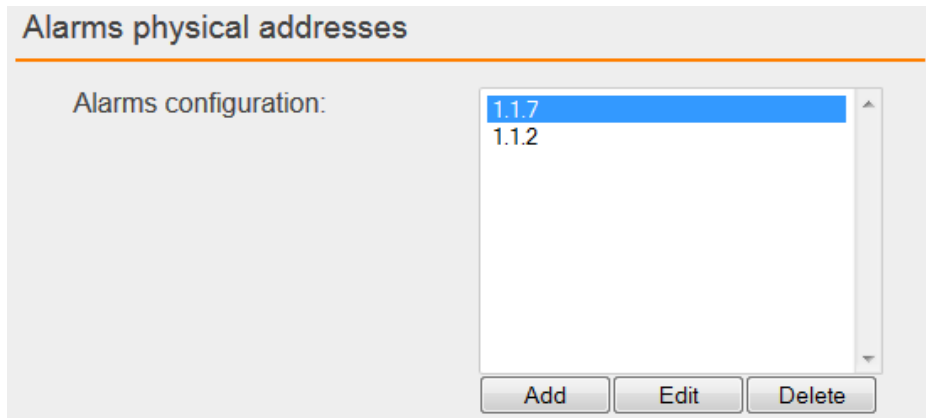 Alarms physical addresses
Alarms configuration:
1.1.7
1.1.2
Add Edit Delete